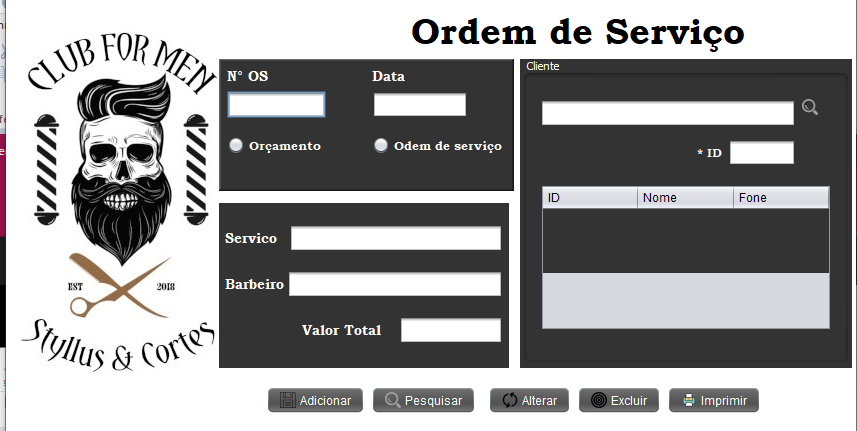 Ordem de Serviço
CLUB FOR MEN
EST 2018
Styllus & Cortes
N° OS
Data
Orçamento
Odem de serviço
Servico
Barbeiro
Valor Total
Cliente
* ID
ID Nome Fone
Adicionar Pesquisar Alterar Excluir Imprimir